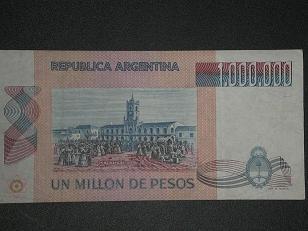 REPUBLICA ARGENTINA
1.000.000
UN MILLON DE PESOS